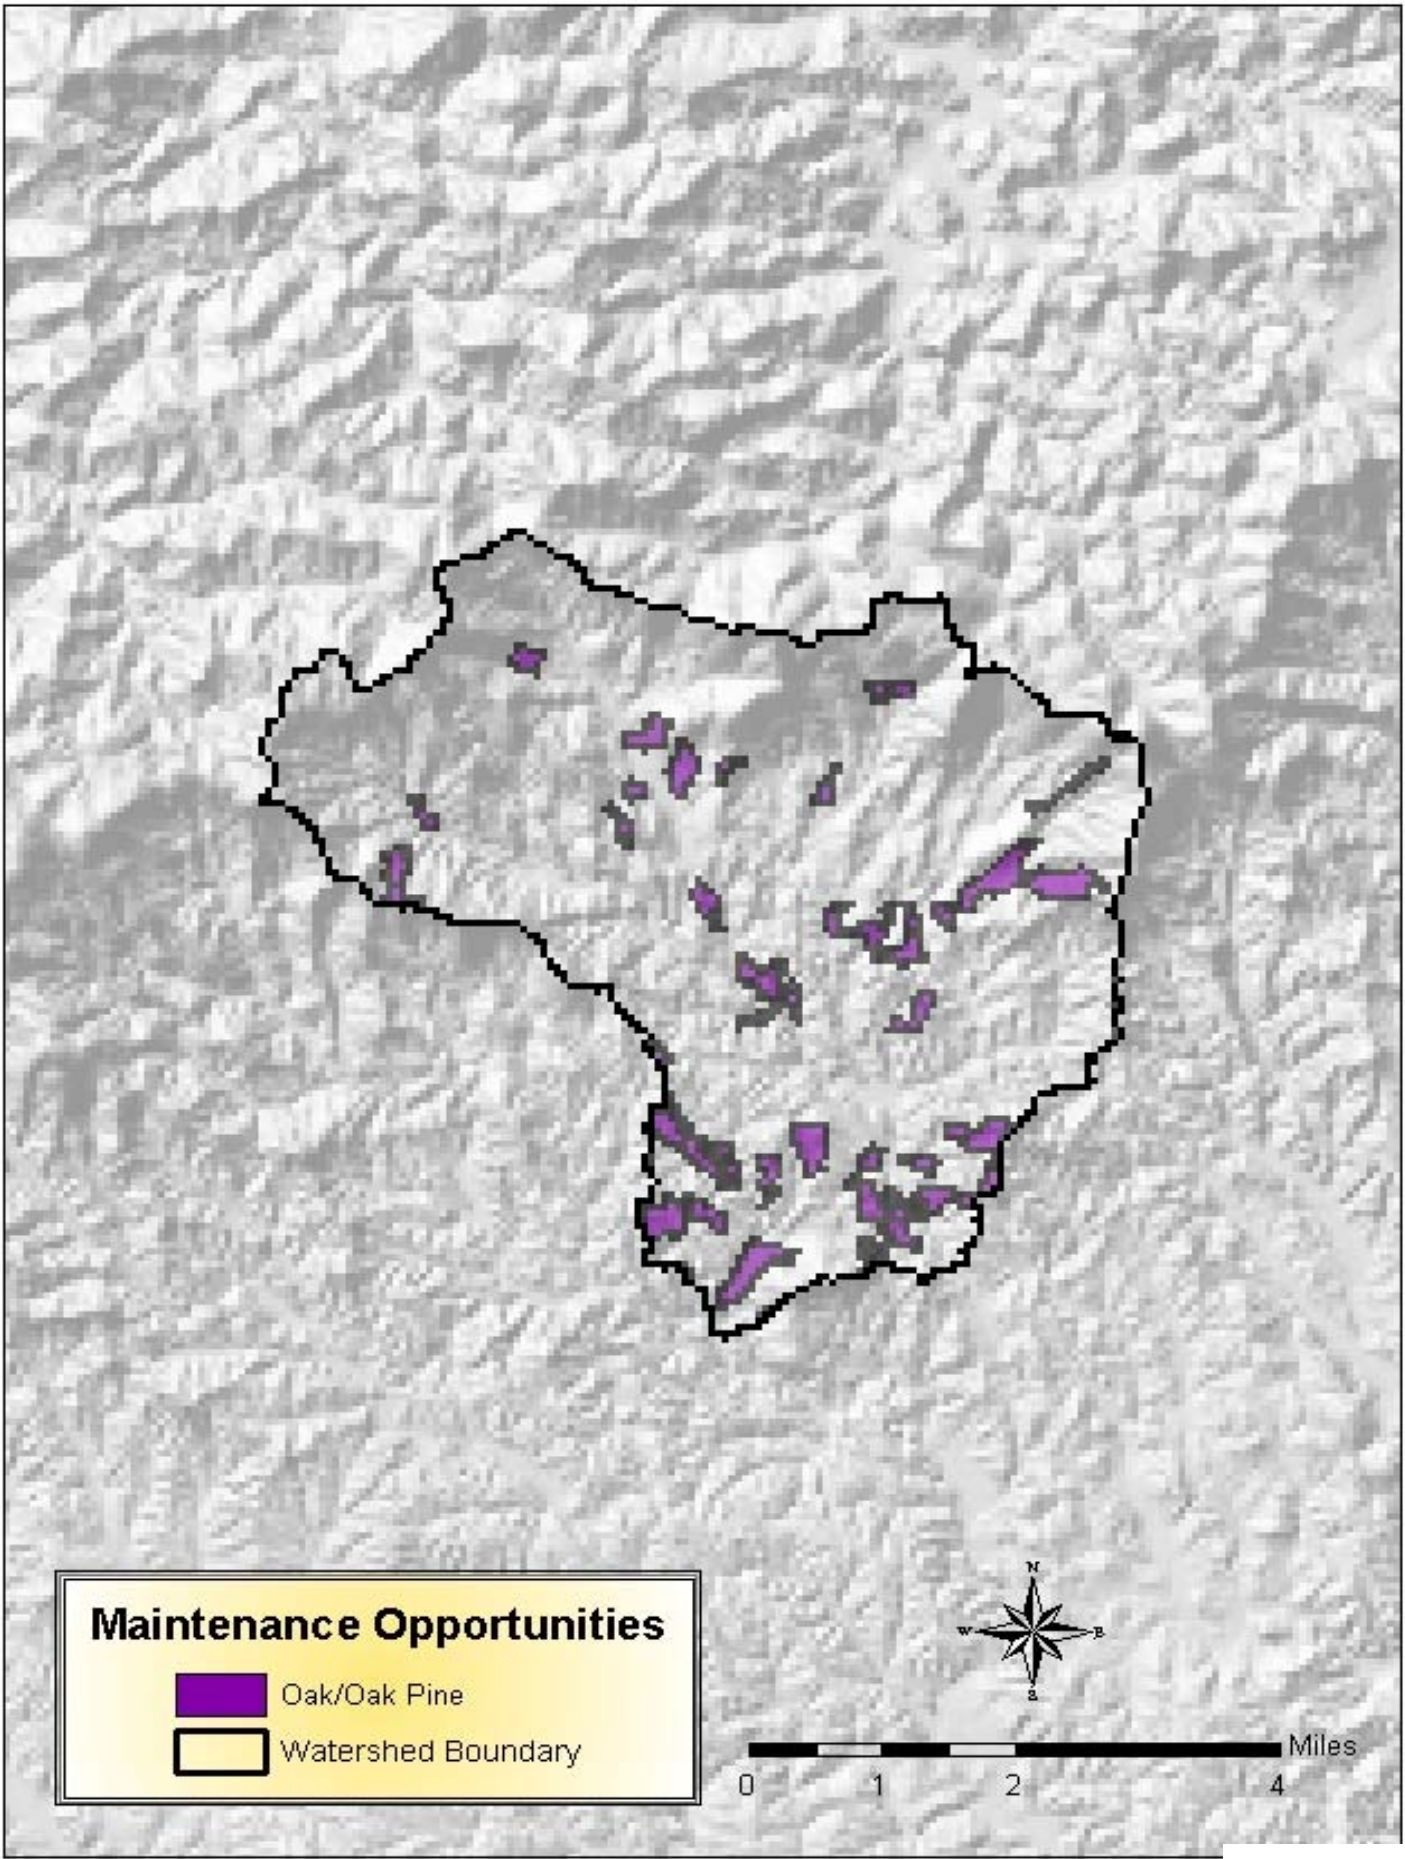 Maintenance Opportunities
Oak/Oak Pine
Watershed Boundary
N
W
E
S
Miles
0 1 2 4